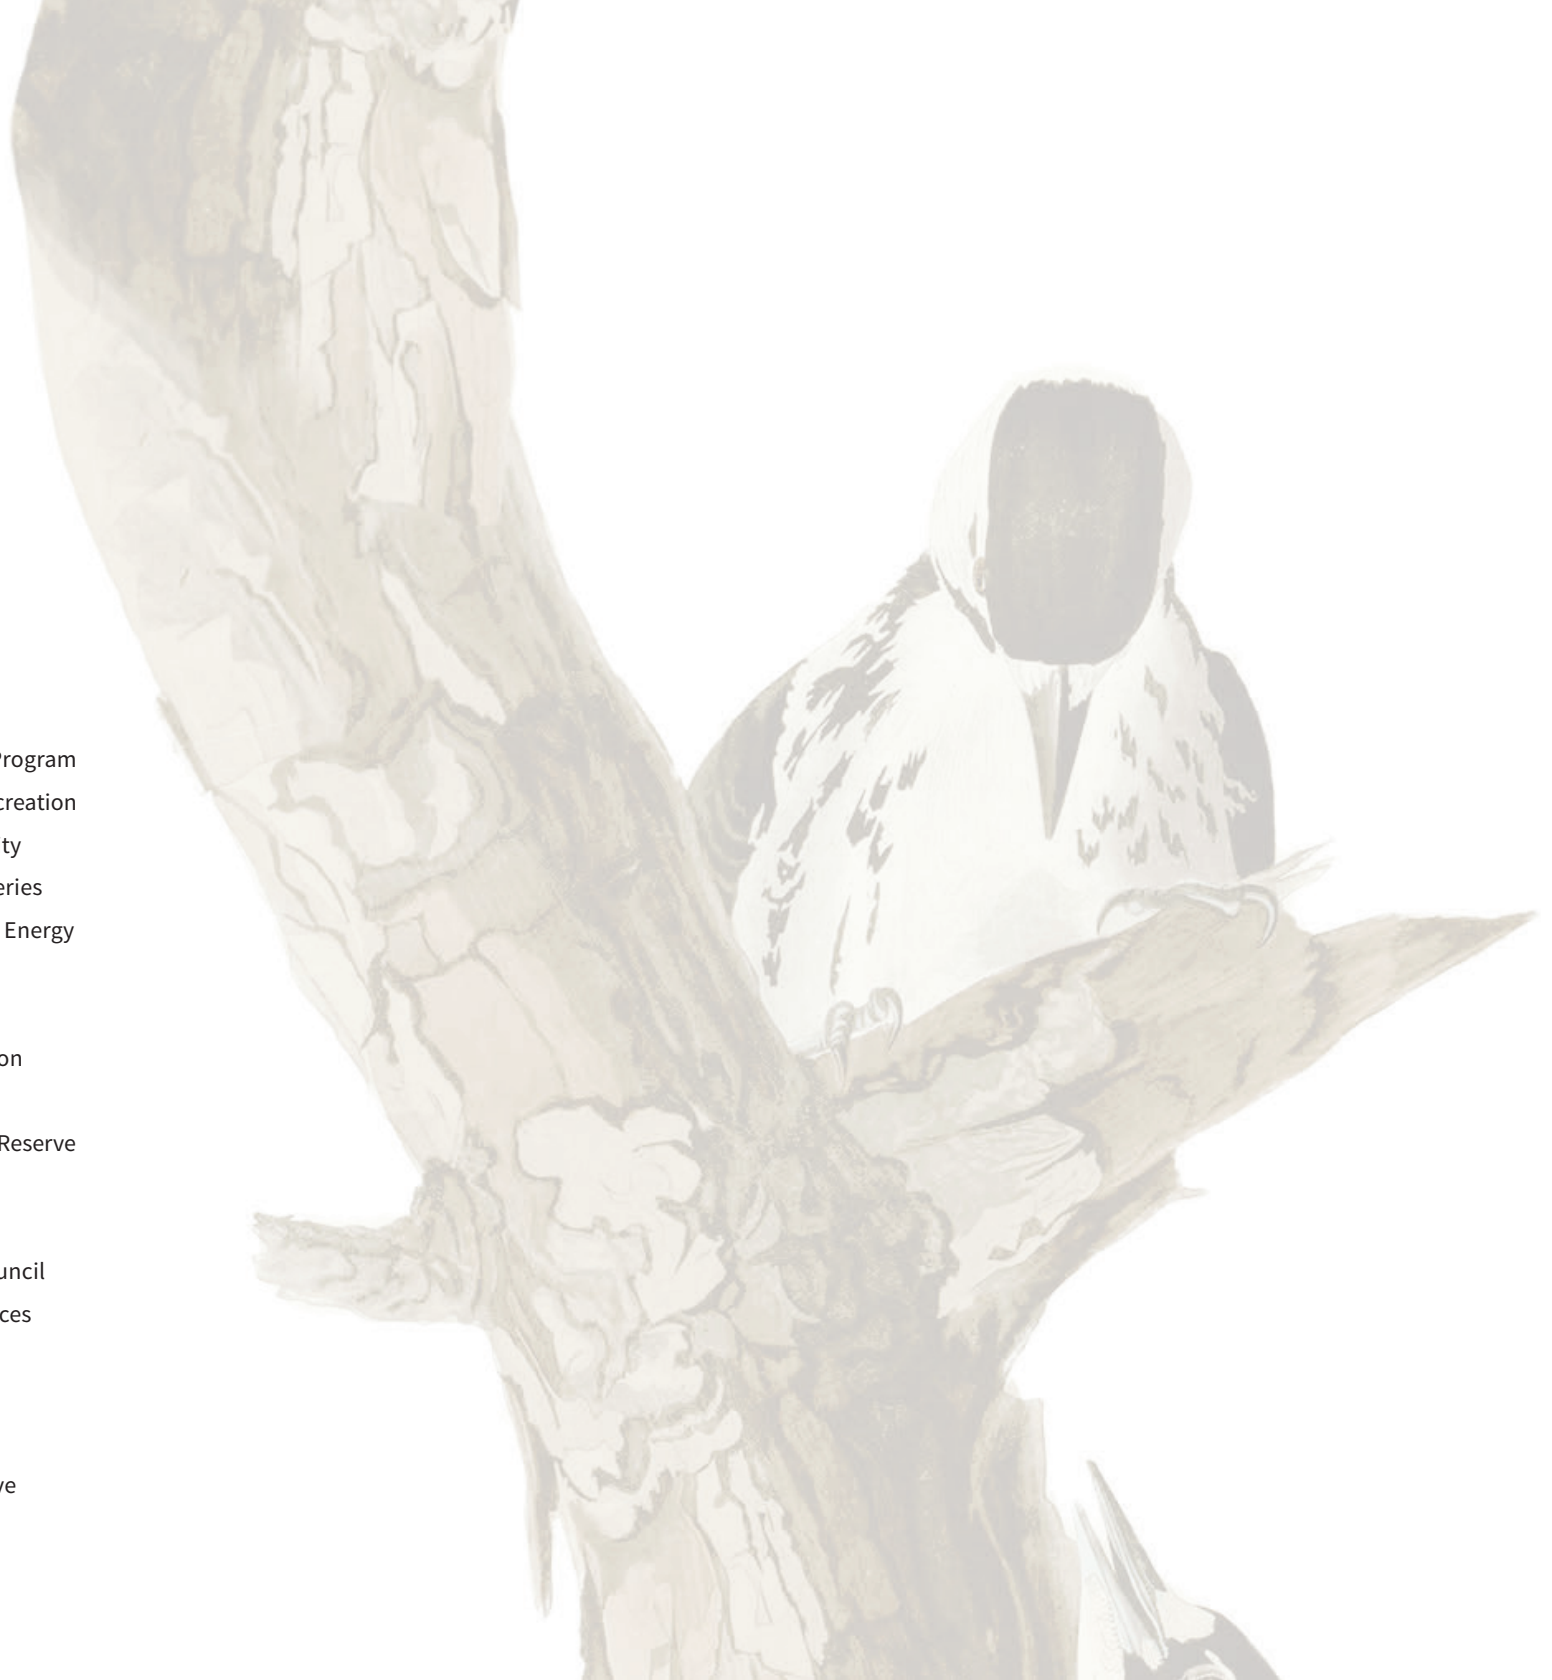 Program
creation
ty
eries
Energy
on
Reserve
uncil
ces
ve